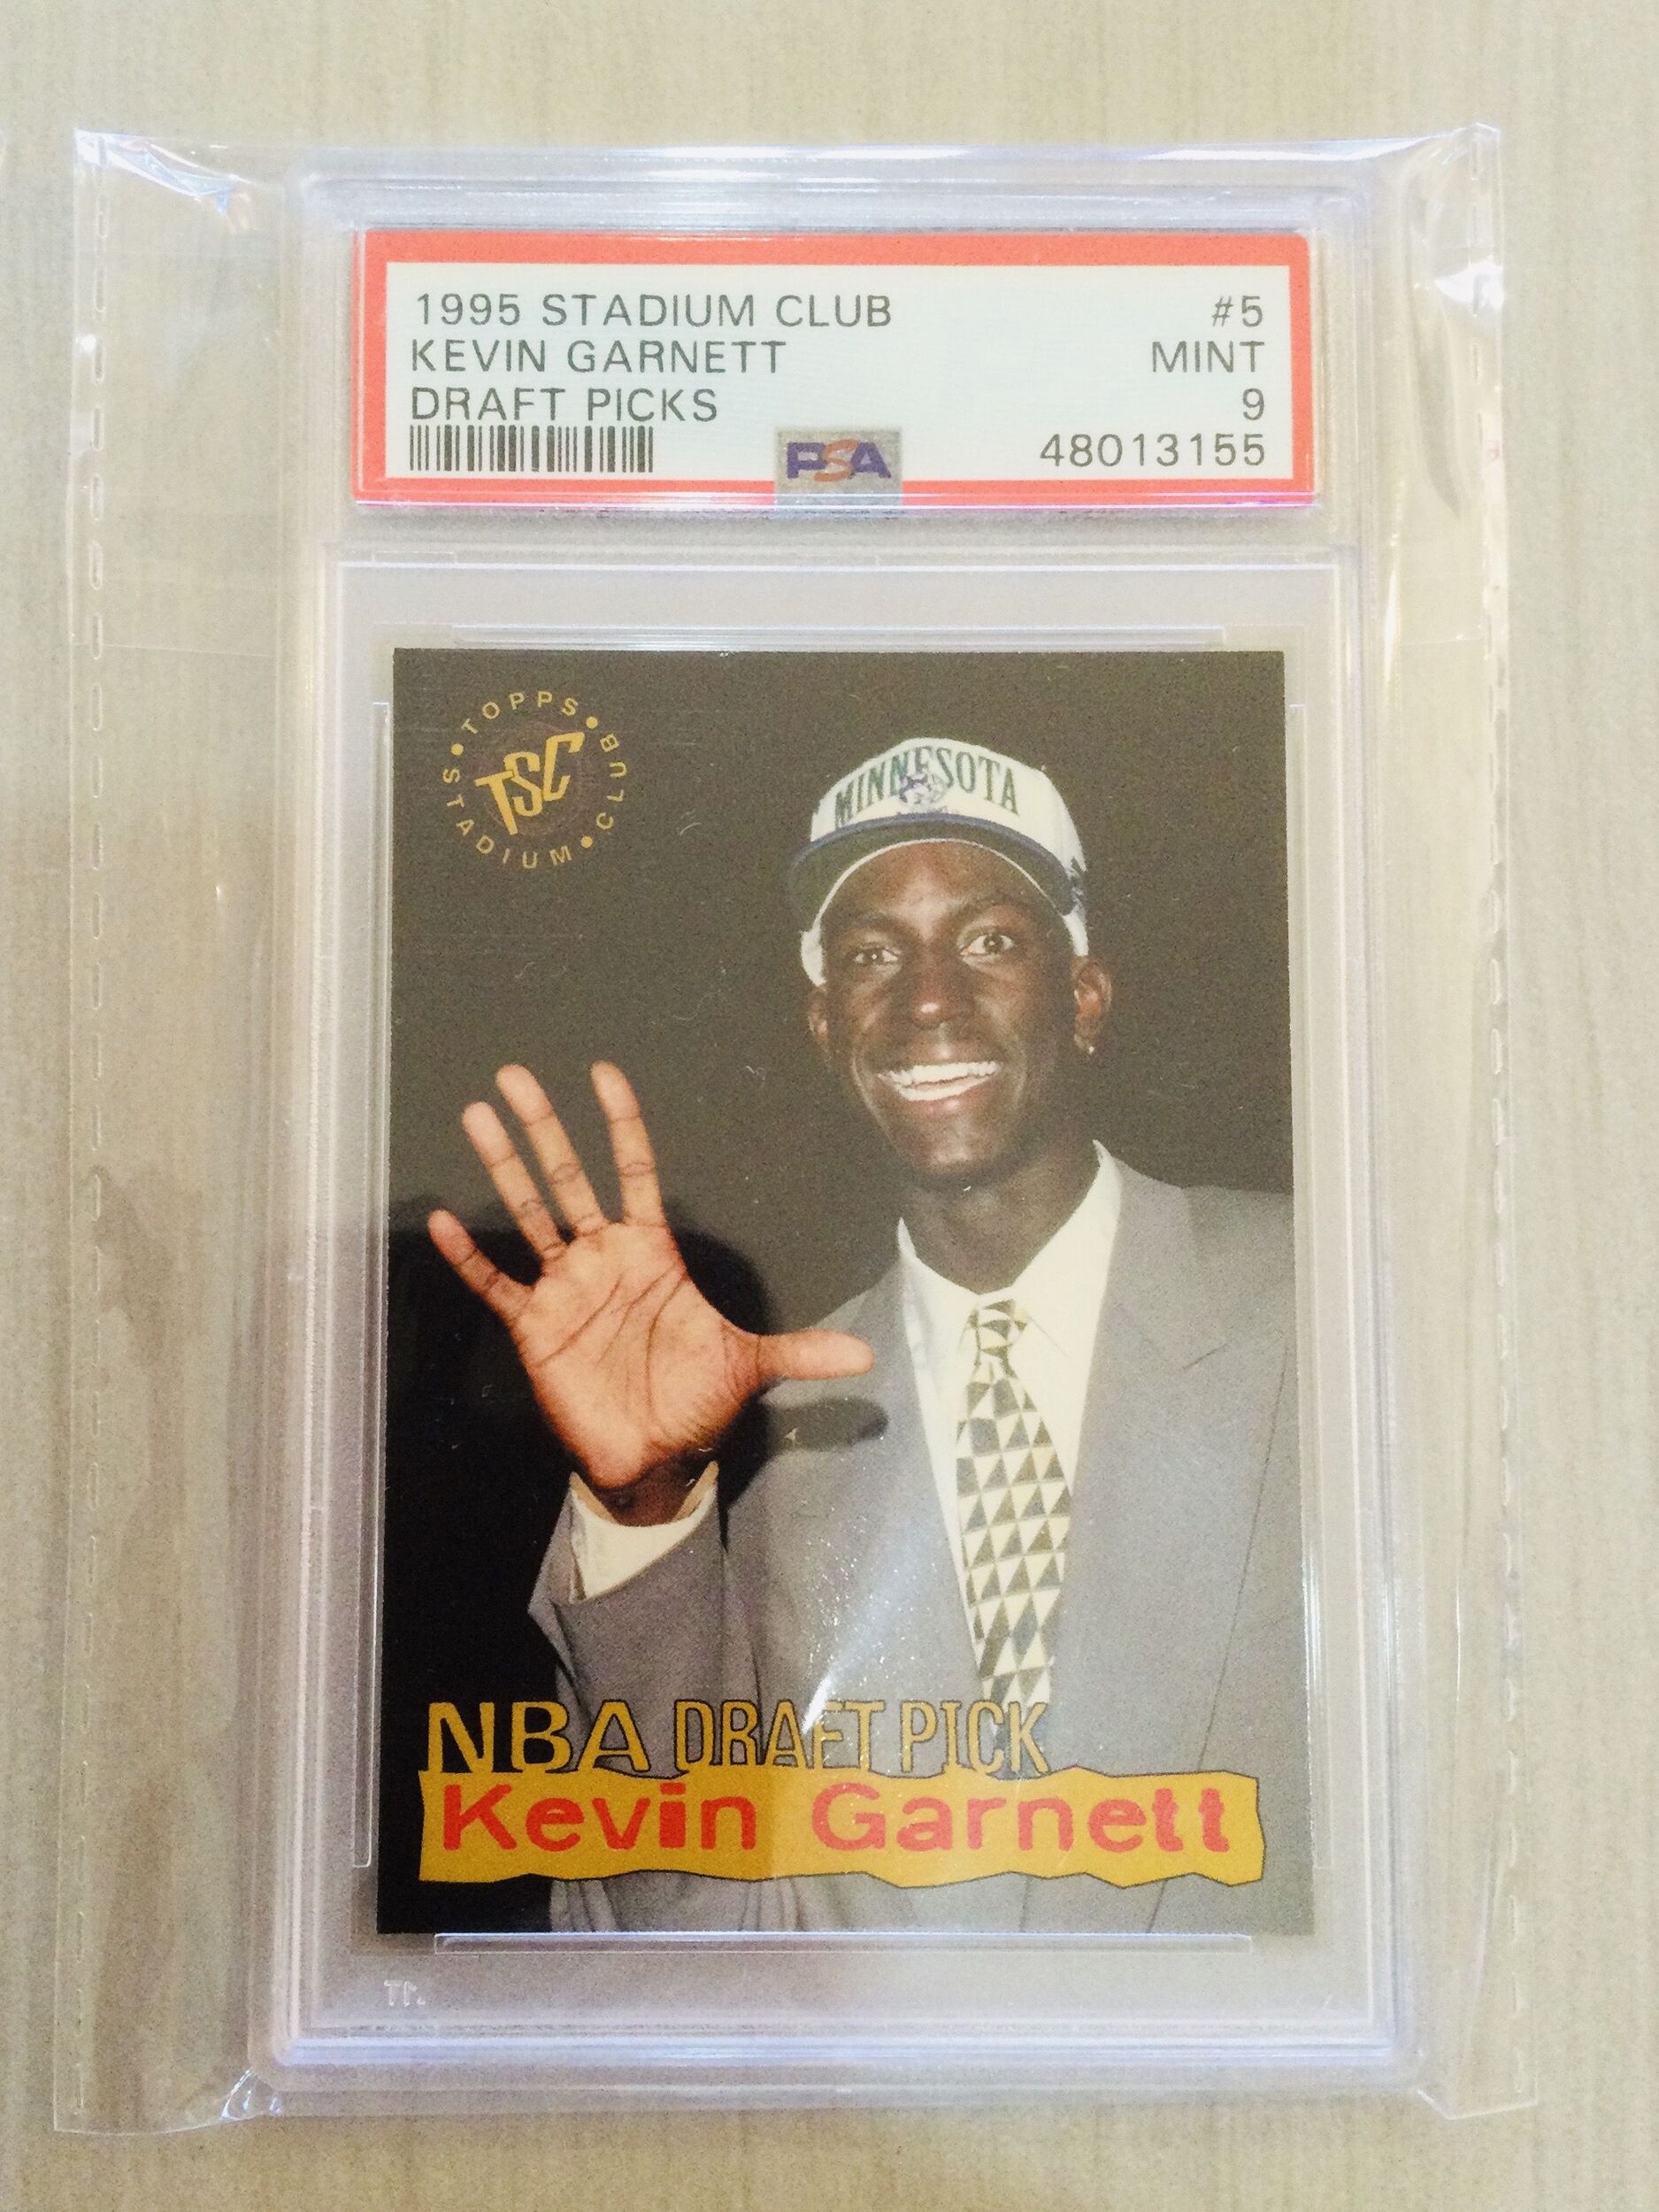 1995 STADIUM CLUB #5
KEVIN GARNETT MINT
DRAFT PICKS 9
PSA 48013155
TOPPS • STADIUM CLUB •
TSC
MINNESOTA
NBA DRAFT PICK
Kevin Garnett